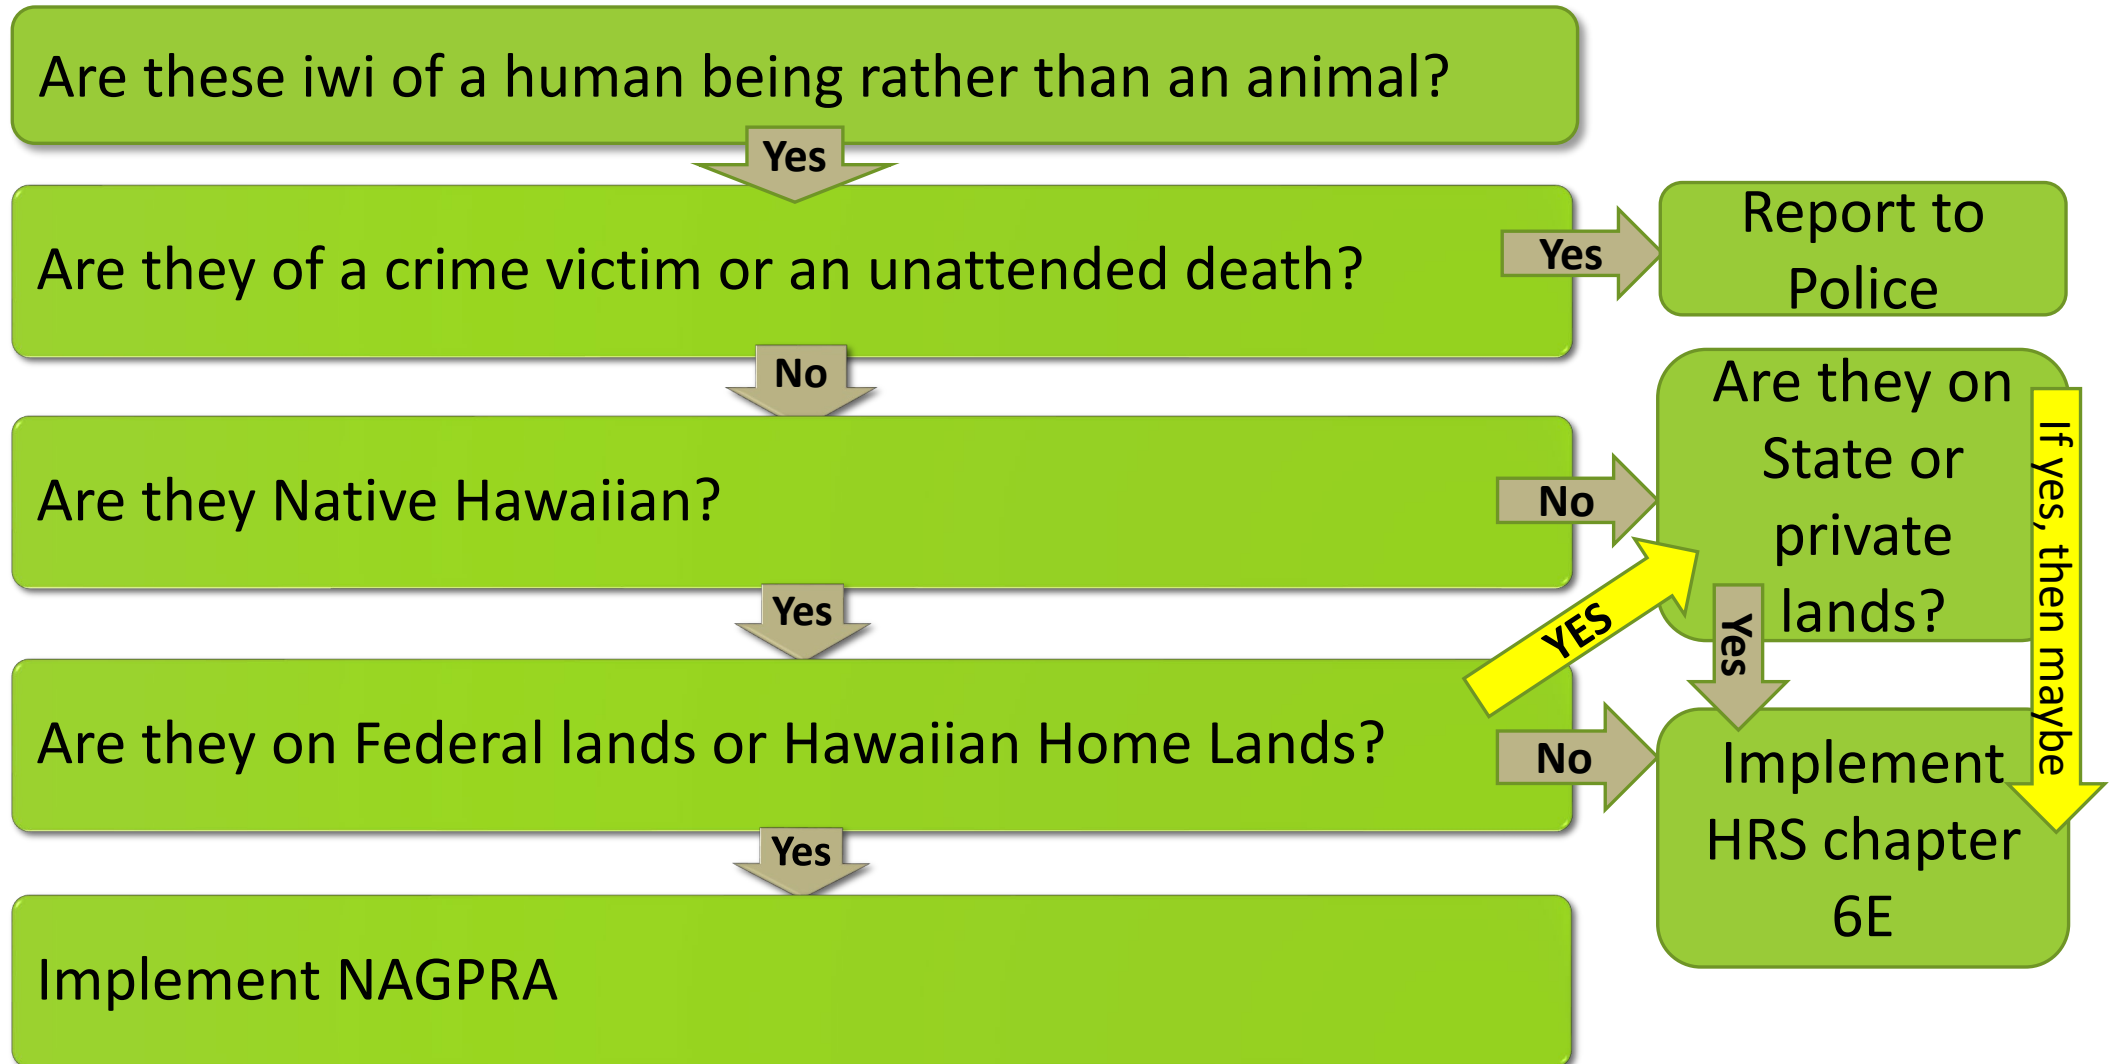 Are these iwi of a human being rather than an animal?
Yes
Are they of a crime victim or an unattended death?
Yes
Report to
Police
No
Are they Native Hawaiian?
No
Are they on
State or
private
lands?
If yes, then maybe
Yes
YES
Yes
Are they on Federal lands or Hawaiian Home Lands?
No
Implement
HRS chapter
6E
Yes
Implement NAGPRA